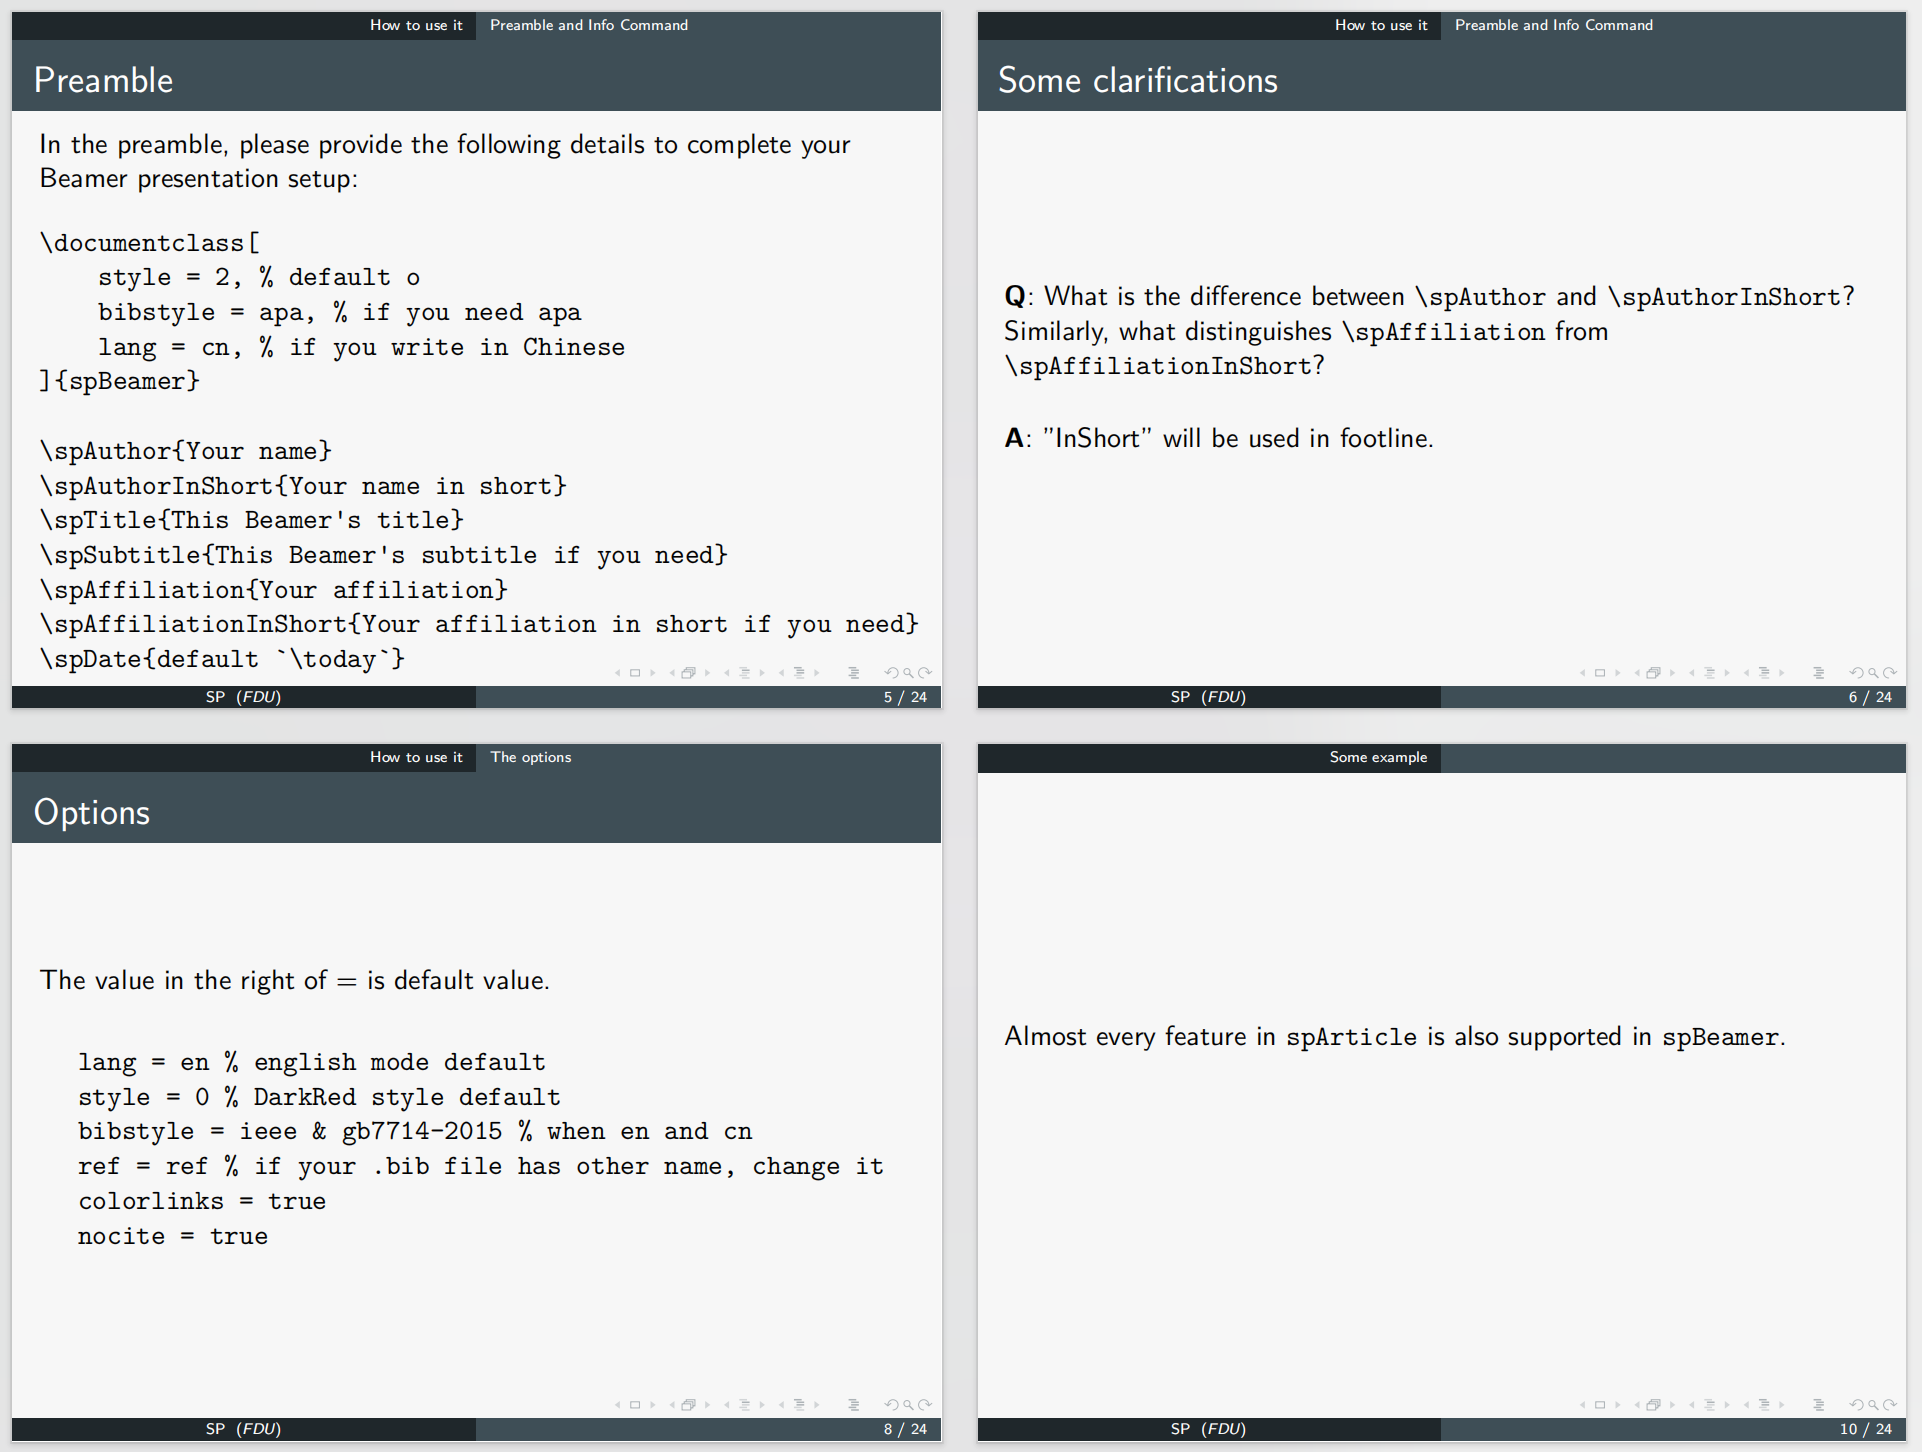 How to use it Preamble and Info Command
Preamble
In the preamble, please provide the following details to complete your
Beamer presentation setup:
\documentclass[
    style = 2, % default o
    bibstyle = apa, % if you need apa
    lang = cn, % if you write in Chinese
]{spBeamer}
\spAuthor{Your name}
\spAuthorInShort{Your name in short}
\spTitle{This Beamer's title}
\spSubtitle{This Beamer's subtitle if you need}
\spAffiliation{Your affiliation}
\spAffiliationInShort{Your affiliation in short if you need}
\spDate{default `\today`}
SP (FDU) 5 / 24
How to use it Preamble and Info Command
Some clarifications
Q: What is the difference between \spAuthor and \spAuthorInShort?
Similarly, what distinguishes \spAffiliation from
\spAffiliationInShort?
A: ”InShort” will be used in footline.
SP (FDU) 6 / 24
How to use it The options
Options
The value in the right of = is default value.
lang = en % english mode default
style = 0 % DarkRed style default
bibstyle = ieee & gb7714-2015 % when en and cn
ref = ref % if your .bib file has other name, change it
colorlinks = true
nocite = true
SP (FDU) 8 / 24
Some example
Almost every feature in spArticle is also supported in spBeamer.
SP (FDU) 10 / 24